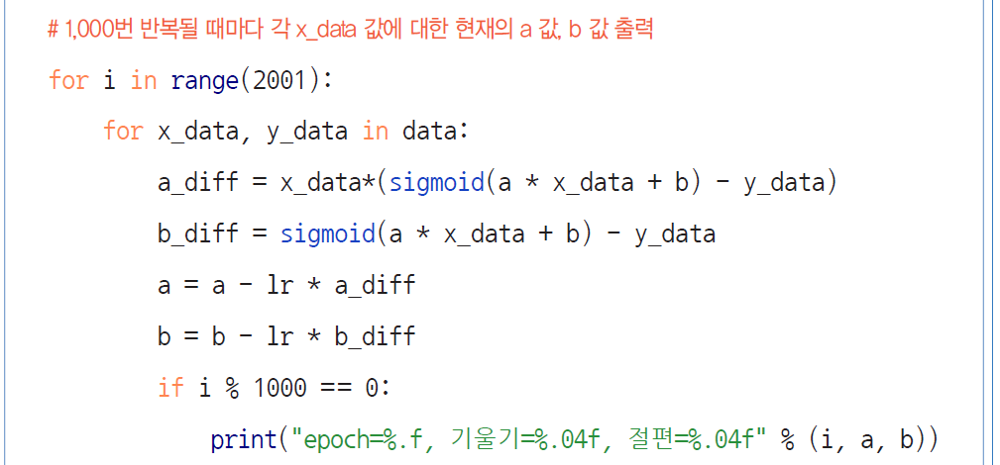 # 1,000번 반복될 때마다 각 x_data 값에 대한 현재의 a 값, b 값 출력
for i in range(2001):
    for x_data, y_data in data:
        a_diff = x_data*(sigmoid(a * x_data + b) - y_data)
        b_diff = sigmoid(a * x_data + b) - y_data
        a = a - lr * a_diff
        b = b - lr * b_diff
        if i % 1000 == 0:
            print("epoch=%.f, 기울기=%.04f, 절편=%.04f" % (i, a, b))